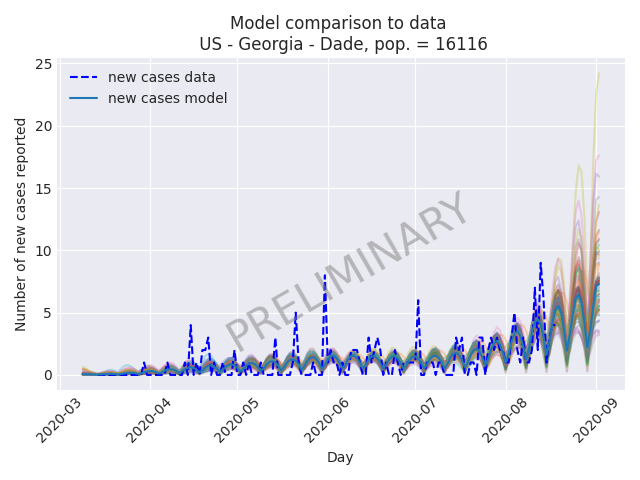 Model comparison to data
US - Georgia - Dade, pop. = 16116
25
20
15
10
5
0
Number of new cases reported
new cases data
new cases model
PRELIMINARY
2020-03
2020-04
2020-05
2020-06
2020-07
2020-08
2020-09
Day